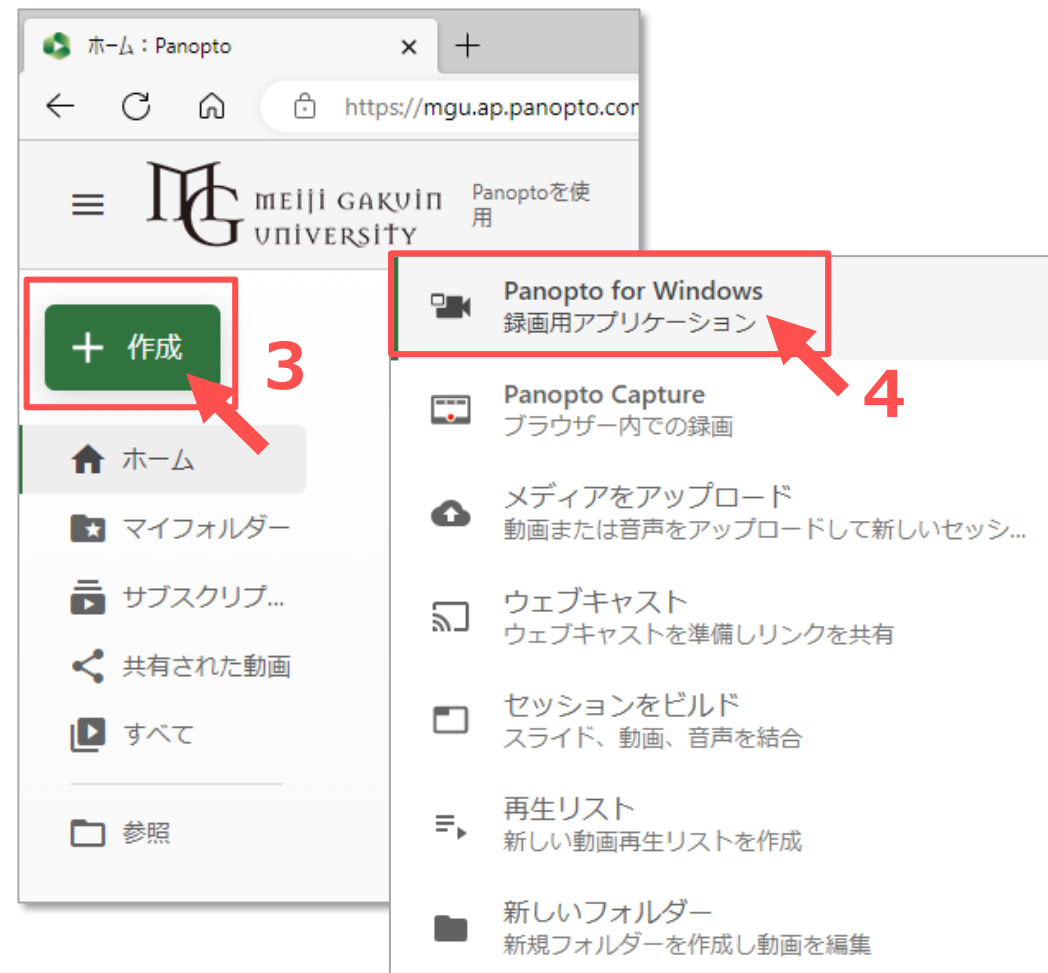 ホーム：Panopto
https://mgu.ap.panopto.com
MG
MEIJI GAKUIN
UNIVERSITY
Panoptoを使
用
作成
3
ホーム
マイフォルダー
サブスクリプ...
共有された動画
すべて
参照
Panopto for Windows
録画用アプリケーション
4
Panopto Capture
ブラウザー内での録画
メディアをアップロード
動画または音声をアップロードして新しいセッシ...
ウェブキャスト
ウェブキャストを準備しリンクを共有
セッションをビルド
スライド、動画、音声を結合
再生リスト
新しい動画再生リストを作成
新しいフォルダー
新規フォルダーを作成し動画を編集